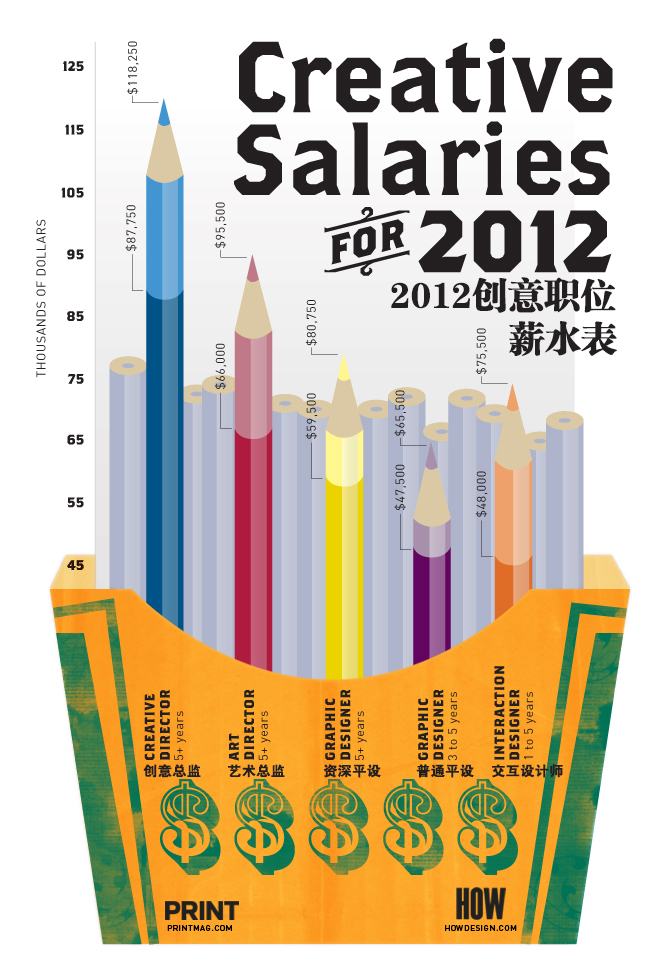 Creative
Salaries
FOR 2012
2012创意职位
薪水表
THOUSANDS OF DOLLARS
125
115
105
95
85
75
65
55
45
$118,250
$87,750
$95,500
$66,000
$80,750
$59,500
$65,500
$47,500
$75,500
$48,000
CREATIVE
DIRECTOR
5+ years
创意总监
ART
DIRECTOR
5+ years
艺术总监
GRAPHIC
DESIGNER
5+ years
资深平设
GRAPHIC
DESIGNER
3 to 5 years
普通平设
INTERACTION
DESIGNER
1 to 5 years
交互设计师
$ $ $ $ $
PRINT
PRINTMAG.COM
HOW
HOWDESIGN.COM